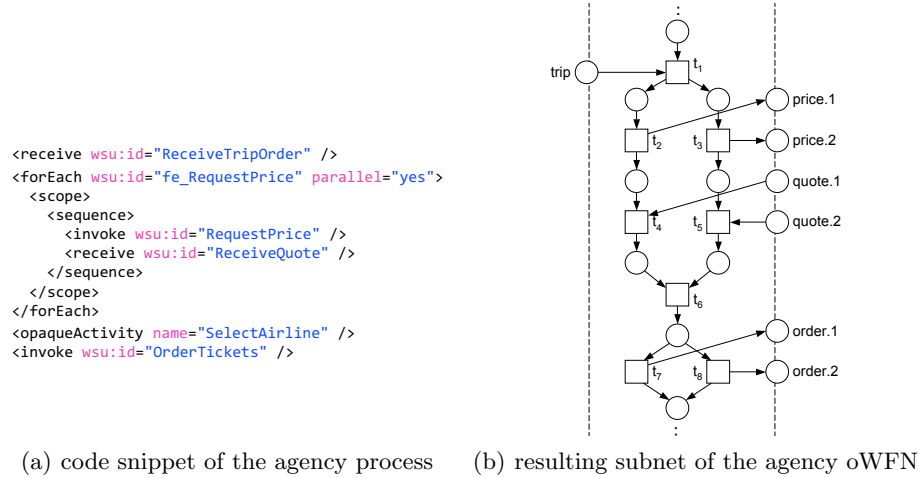 <receive wsu:id="ReceiveTripOrder" />
<forEach wsu:id="fe_RequestPrice" parallel="yes">
<scope>
<sequence>
<invoke wsu:id="RequestPrice" />
<receive wsu:id="ReceiveQuote" />
</sequence>
</scope>
</forEach>
<opaqueActivity name="SelectAirline" />
<invoke wsu:id="OrderTickets" />
(a) code snippet of the agency process
⋮
t1
trip
price.1
t2
t3
price.2
quote.1
t4
t5
quote.2
t6
order.1
t7
t8
order.2
⋮
(b) resulting subnet of the agency oWFN